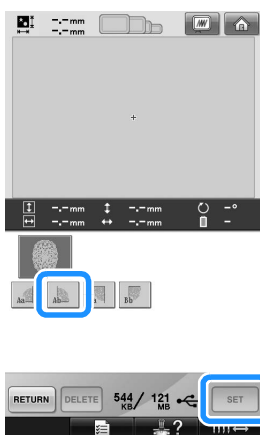 -.- mm
-.- mm
-.- mm -.- mm -°
-.- mm -.- mm -
Aa Ab Bb
RETURN DELETE 544 KB / 121 MB SET
?